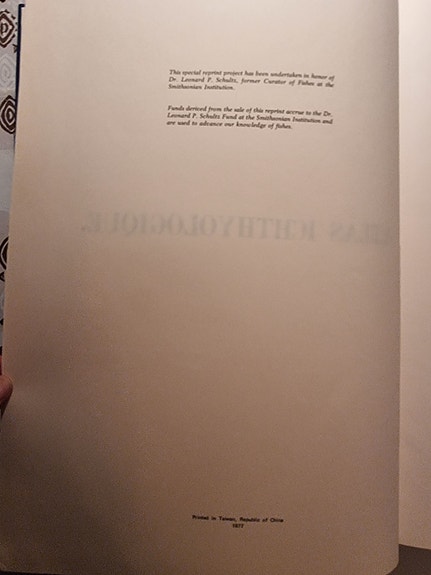 This special reprint project has been undertaken in honor of
Dr. Leonard P. Schultz, former Curator of Fishes at the
Smithsonian Institution.
Funds derived from the sale of this reprint accrue to the Dr.
Leonard P. Schultz Fund at the Smithsonian Institution and
are used to advance our knowledge of fishes.
ATLAS ICHTHYOLOGIQUE.
Printed in Taiwan, Republic of China
1977